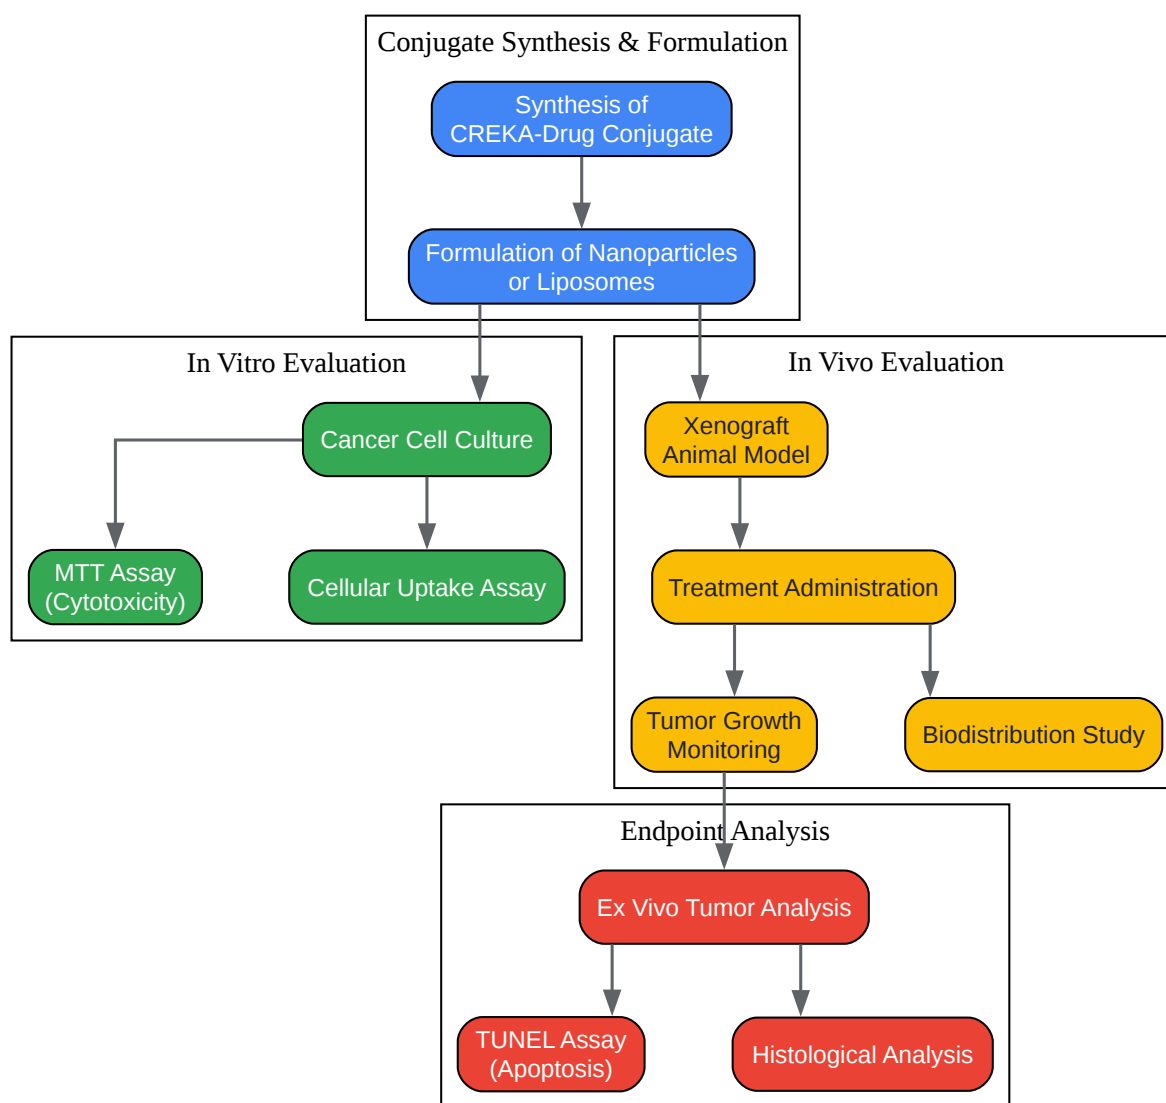 Conjugate Synthesis & Formulation
Synthesis of
CREKA-Drug Conjugate
Formulation of Nanoparticles
or Liposomes
In Vitro Evaluation
Cancer Cell Culture
MTT Assay
(Cytotoxicity)
Cellular Uptake Assay
In Vivo Evaluation
Xenograft
Animal Model
Treatment Administration
Tumor Growth
Monitoring
Biodistribution Study
Endpoint Analysis
Ex Vivo Tumor Analysis
TUNEL Assay
(Apoptosis)
Histological Analysis